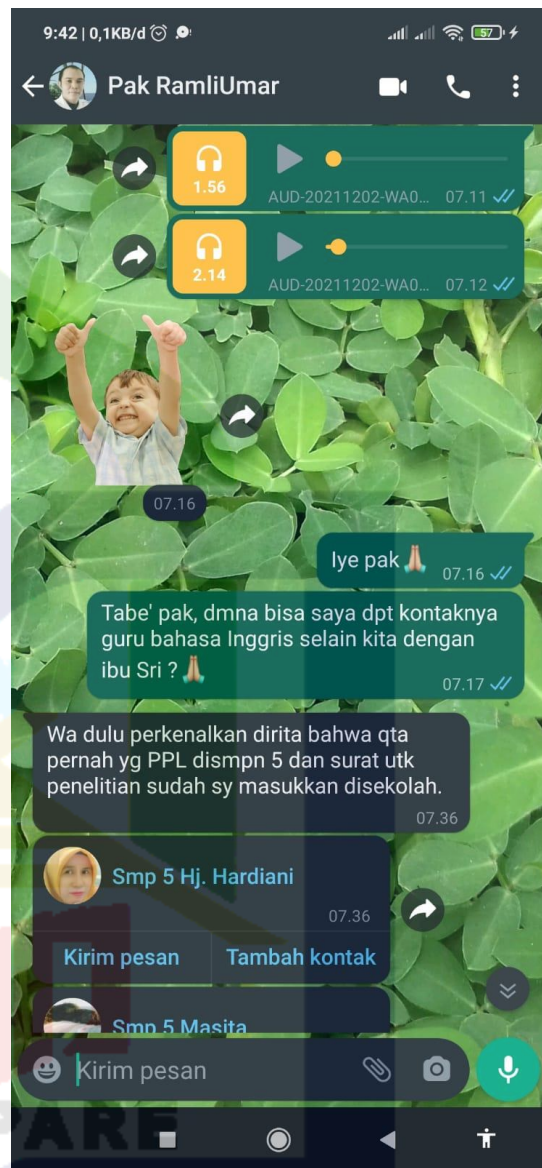 9:42 | 0,1KB/d
57
Pak RamliUmar
1.56
AUD-20211202-WA0... 07.11
2.14
AUD-20211202-WA0... 07.12
07.16
Iye pak🙏🏻
07.16
Tabe' pak, dmna bisa saya dpt kontaknya
guru bahasa Inggris selain kita dengan
ibu Sri ?🙏🏻
07.17
Wa dulu perkenalkan dirita bahwa qta
pernah yg PPL dismpn 5 dan surat utk
penelitian sudah sy masukkan disekolah.
07.36
Smp 5 Hj. Hardiani
07.36
Kirim pesan Tambah kontak
Smp 5 Masita
Kirim pesan
PARE